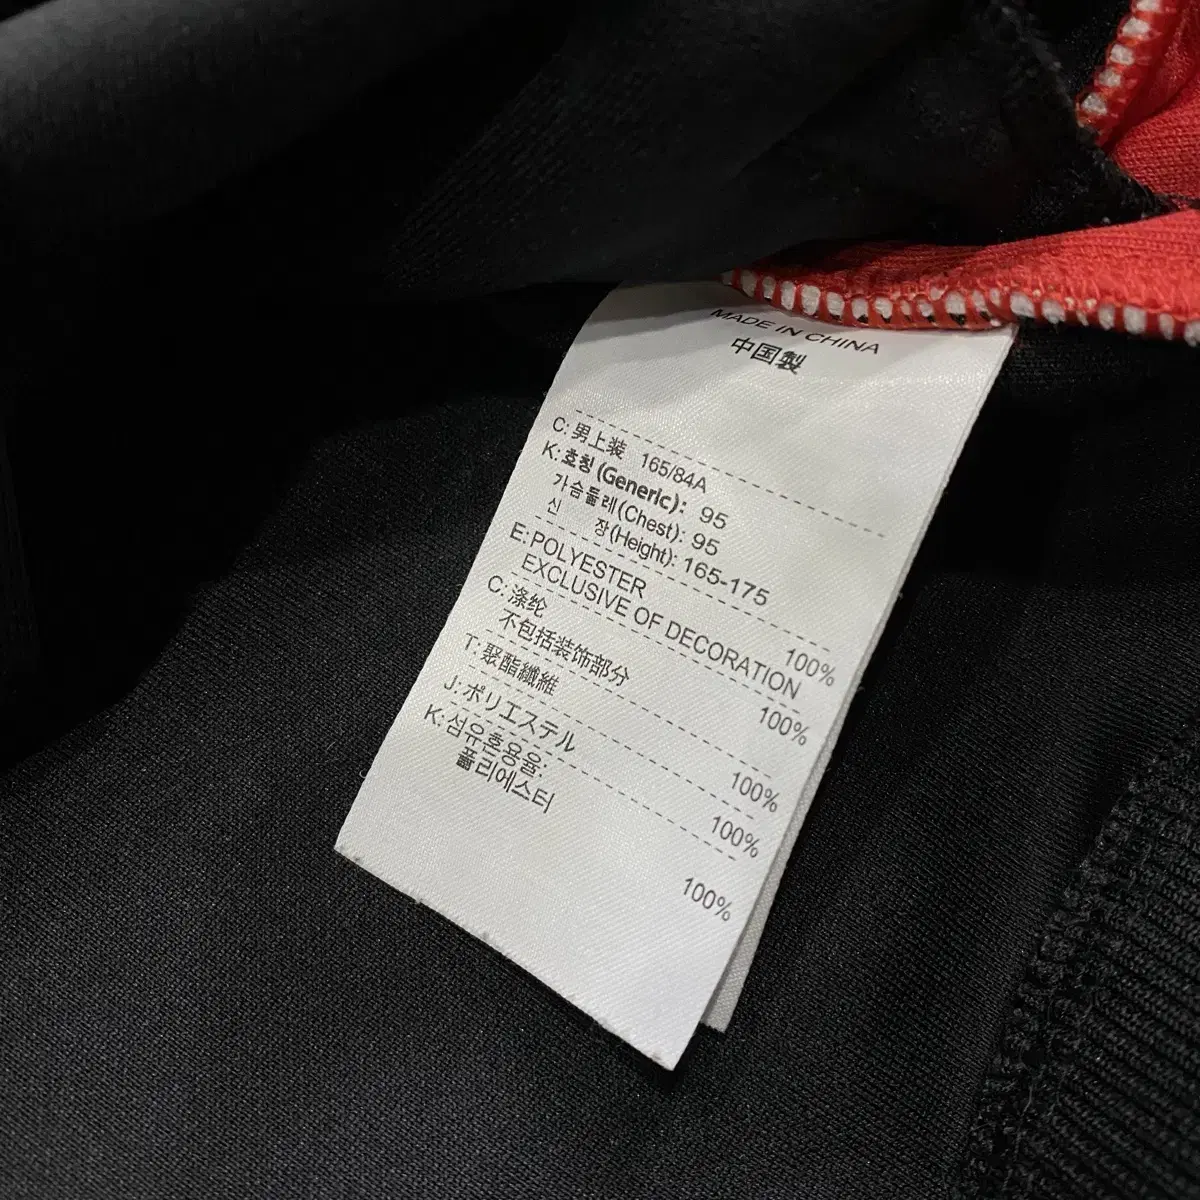 MADE IN CHINA
中国製
C: 男上装 165/84A
K: 호칭 (Generic): 95
가슴둘레(Chest): 95
신 장(Height): 165-175
E: POLYESTER 100%
EXCLUSIVE OF DECORATION
C: 涤纶 100%
不包括装饰部分
T: 聚酯纖維 100%
J: ポリエステル 100%
K: 섬유혼용율:
폴리에스터 100%